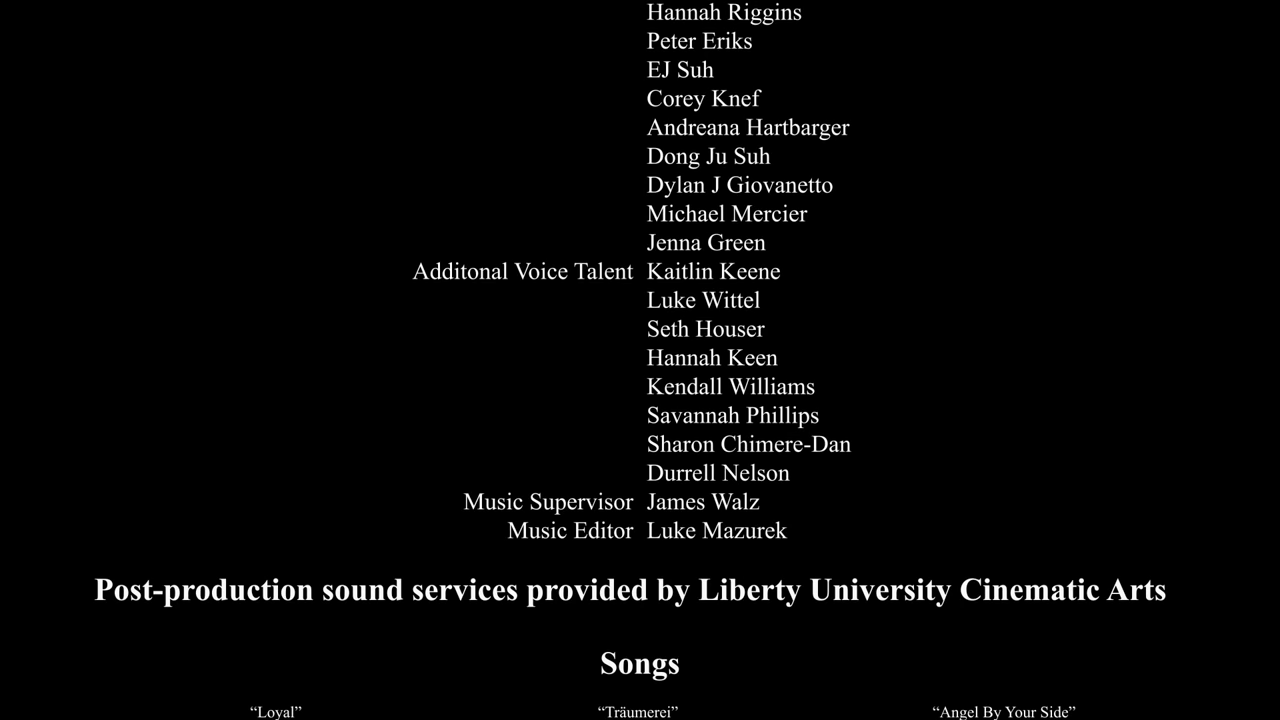 Hannah Riggins
Peter Eriks
EJ Suh
Corey Knef
Andreana Hartbarger
Dong Ju Suh
Dylan J Giovanetto
Michael Mercier
Jenna Green
Additonal Voice Talent Kaitlin Keene
Luke Wittel
Seth Houser
Hannah Keen
Kendall Williams
Savannah Phillips
Sharon Chimere-Dan
Durrell Nelson
Music Supervisor James Walz
Music Editor Luke Mazurek
Post-production sound services provided by Liberty University Cinematic Arts
Songs
“Loyal” “Träumerei” “Angel By Your Side”